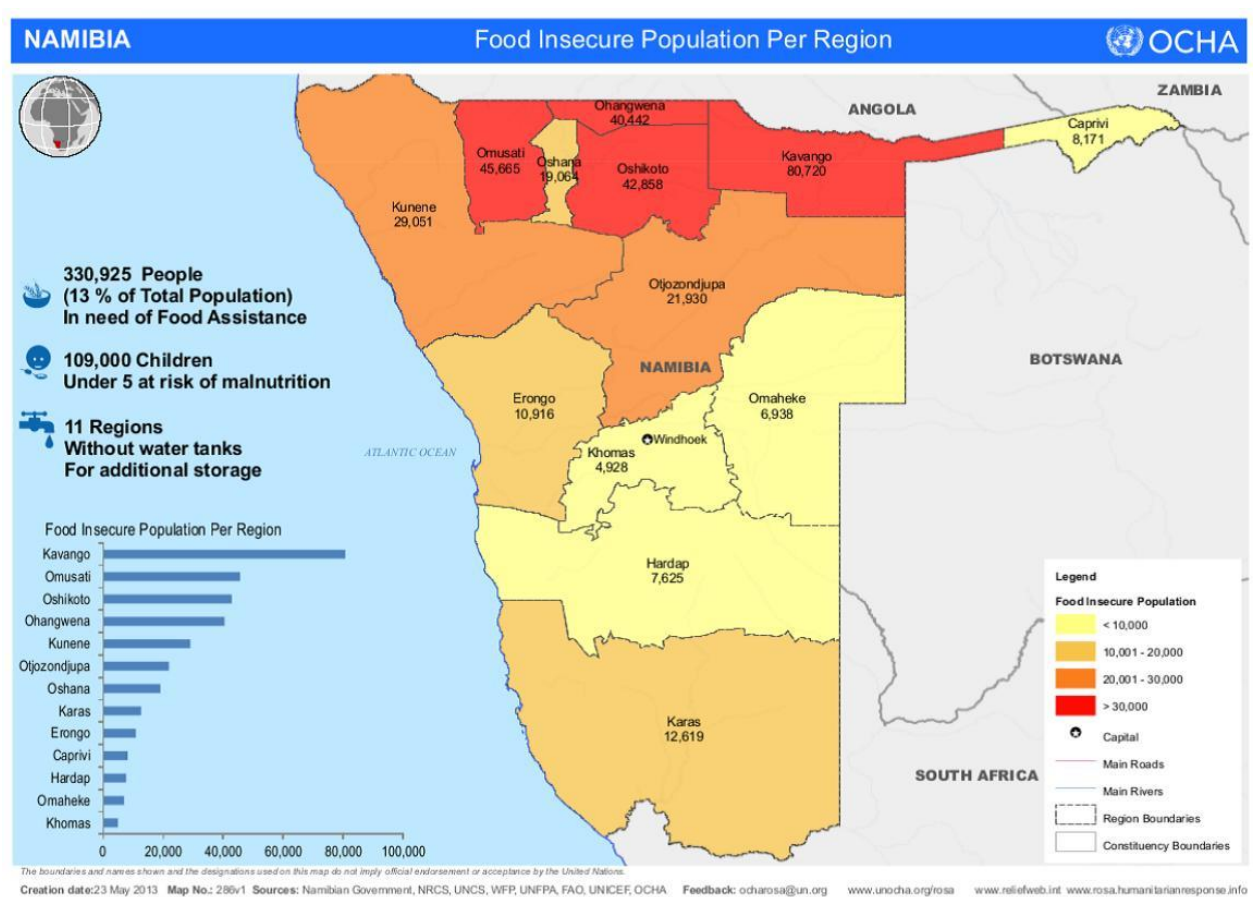 NAMIBIA
Food Insecure Population Per Region
OCHA
ZAMBIA
ANGOLA
Caprivi
8,171
Ohangwena
40,442
Omusati
45,665
Oshana
19,064
Oshikoto
42,858
Kavango
80,720
Kunene
29,051
Otjozondjupa
21,930
330,925 People
(13 % of Total Population)
In need of Food Assistance
109,000 Children
Under 5 at risk of malnutrition
11 Regions
Without water tanks
For additional storage
NAMIBIA
BOTSWANA
Erongo
10,916
Omaheke
6,938
Windhoek
Khomas
4,928
ATLANTIC OCEAN
Hardap
7,625
Karas
12,619
SOUTH AFRICA
Food Insecure Population Per Region
Kavango
Omusati
Oshikoto
Ohangwena
Kunene
Otjozondjupa
Oshana
Karas
Erongo
Caprivi
Hardap
Omaheke
Khomas
0 20,000 40,000 60,000 80,000 100,000
Legend
Food Insecure Population
< 10,000
10,001 - 20,000
20,001 - 30,000
> 30,000
Capital
Main Roads
Main Rivers
Region Boundaries
Constituency Boundaries
The boundaries and names shown and the designations used on this map do not imply official endorsement or acceptance by the United Nations.
Creation date:23 May 2013 Map No.: 286v1 Sources: Namibian Government, NRCS, UNCS, WFP, UNFPA, FAO, UNICEF, OCHA Feedback: ocharosa@un.org www.unocha.org/rosa www.reliefweb.int www.rosa.humanitarianresponse.info